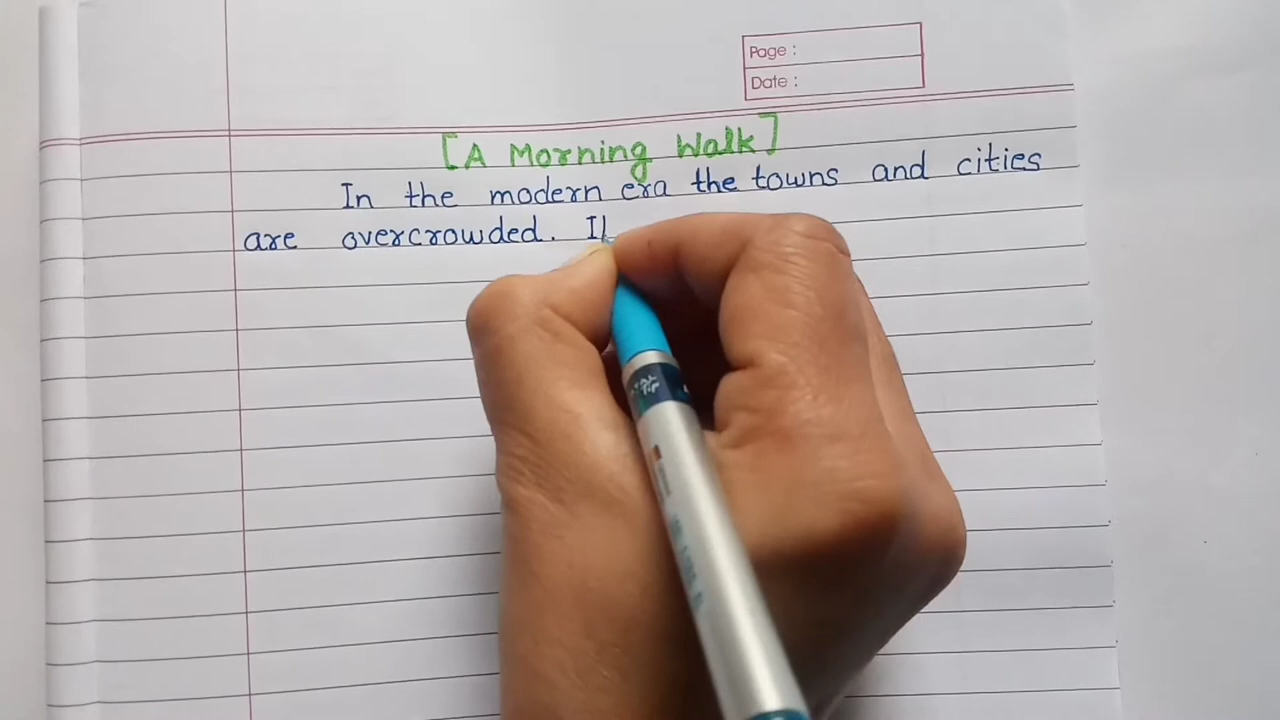 Page :
Date :
[A Morning Walk]
In the modern era the towns and cities
are overcrowded. It